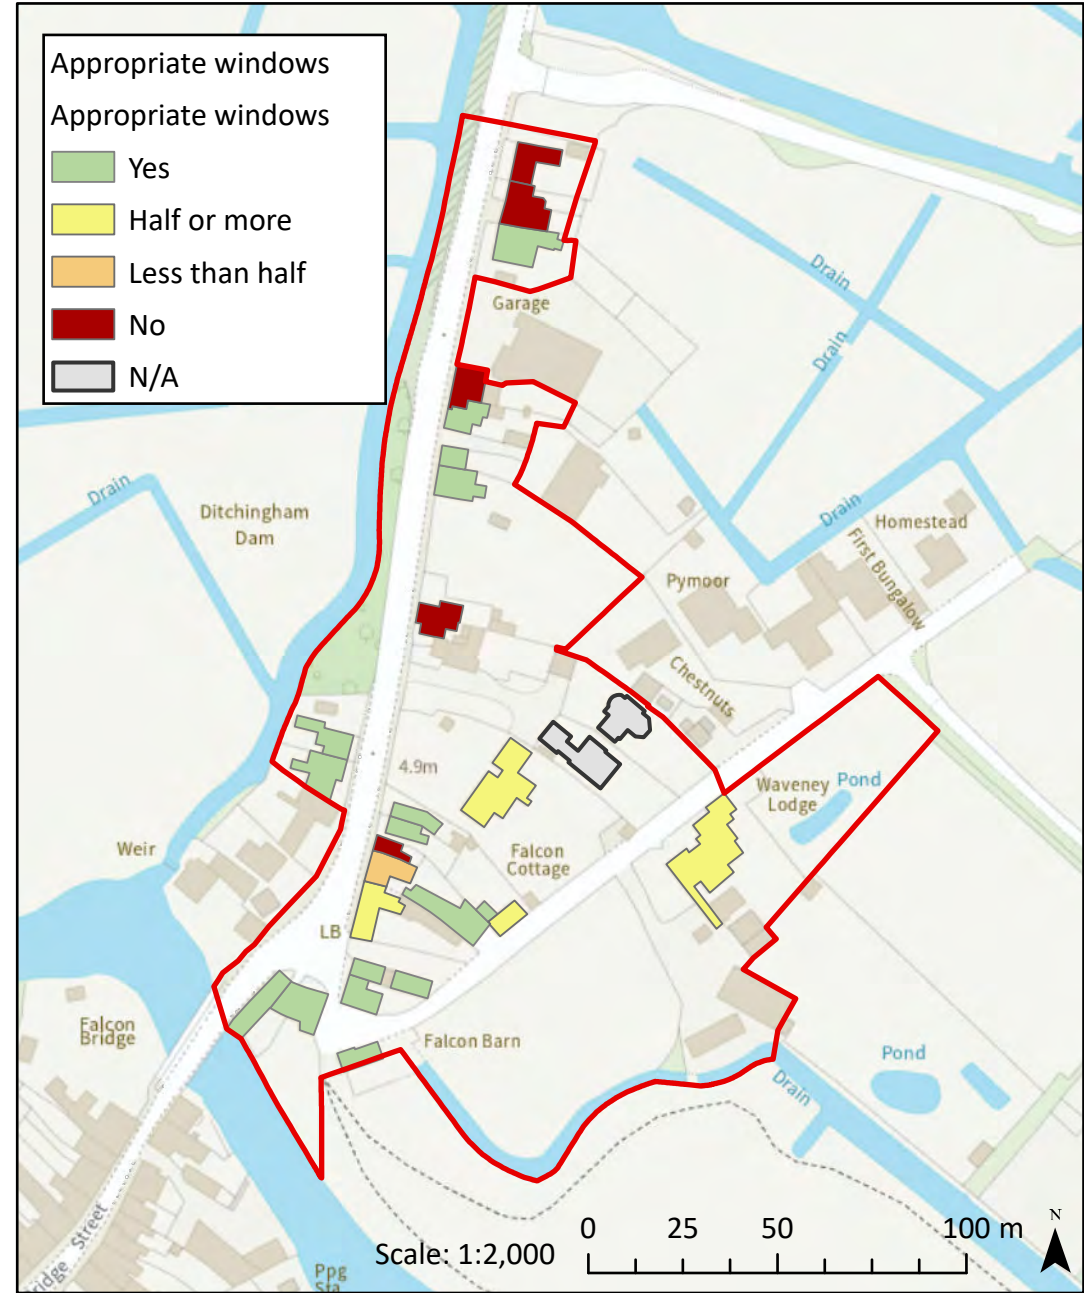 Appropriate windows
Appropriate windows
Yes
Half or more
Less than half
No
N/A
Garage
Drain
Drain
Drain
Ditchingham
Dam
Drain
Homestead
First Bungalow
Pymoor
Chestnuts
4.9m
Waveney
Lodge
Pond
Weir
Falcon
Cottage
LB
Falcon
Bridge
Falcon Barn
Pond
Drain
Bridge Street
Ppg
Sta
Scale: 1:2,000
0 25 50 100 m
N